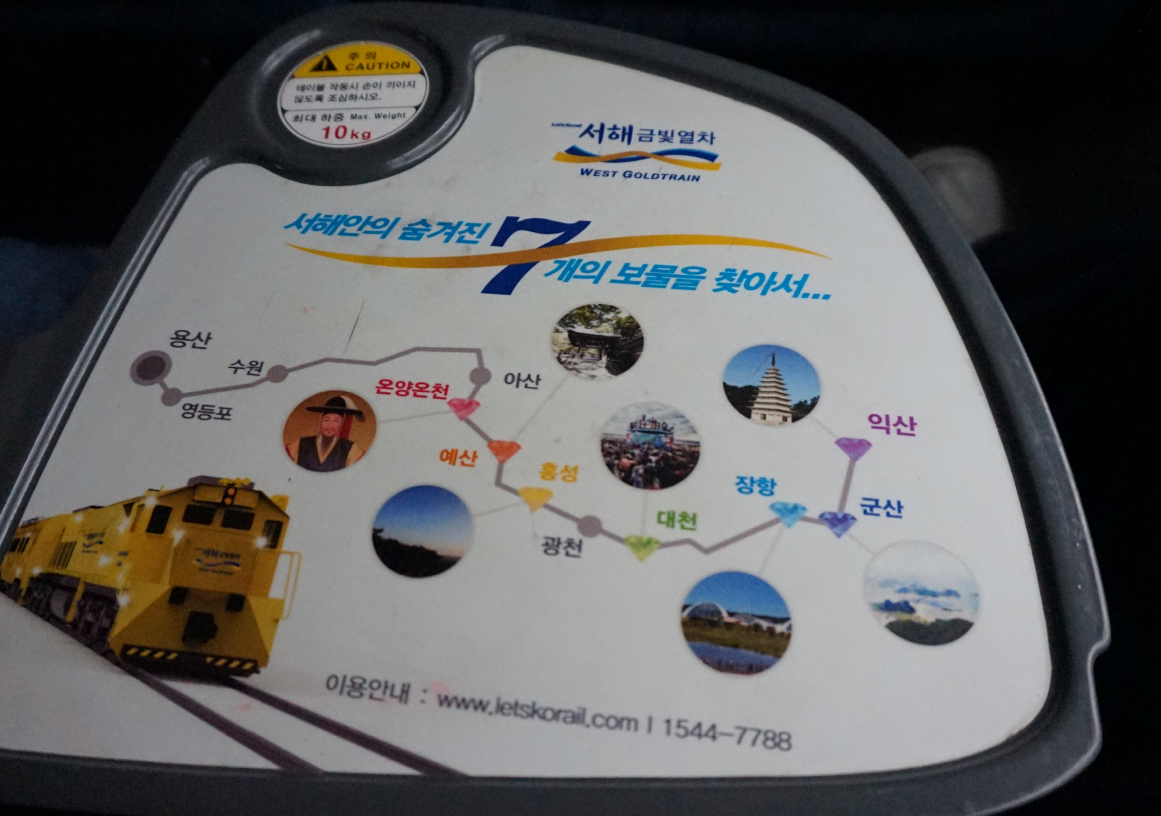 주의
CAUTION
테이블 작동시 손이 끼이지
않도록 조심하시오.
최대 하중 Max. Weight
10kg
서해금빛열차
WEST GOLDTRAIN
서해안의 숨겨진 7
개의 보물을 찾아서...
용산
수원
영등포
아산
온양온천
예산
홍성
광천
대천
장항
군산
익산
이용안내 : www.letskorail.com | 1544-7788